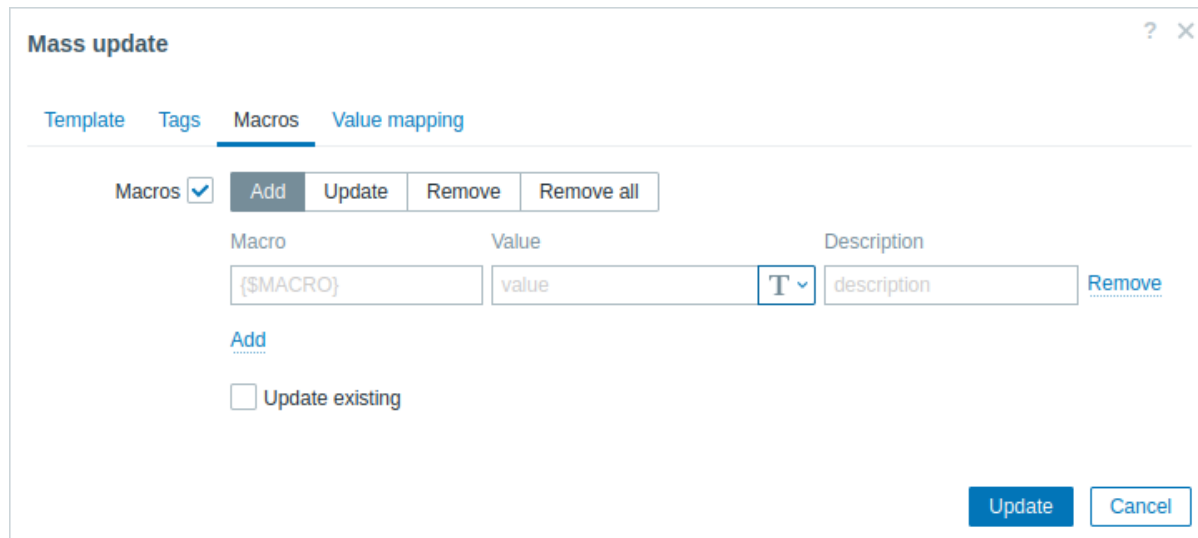 Mass update ?
Template Tags Macros Value mapping
Macros Add Update Remove Remove all
Macro Value Description
{$MACRO} value T description Remove
Add
Update existing
Update Cancel